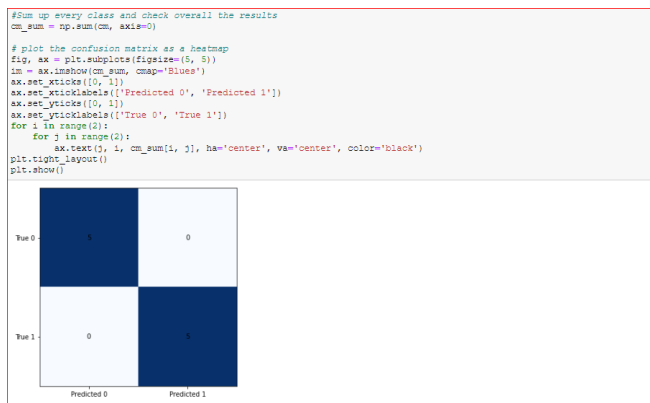 #Sum up every class and check overall the results
cm_sum = np.sum(cm, axis=0)

# plot the confusion matrix as a heatmap
fig, ax = plt.subplots(figsize=(5, 5))
im = ax.imshow(cm_sum, cmap='Blues')
ax.set_xticks([0, 1])
ax.set_xticklabels(['Predicted 0', 'Predicted 1'])
ax.set_yticks([0, 1])
ax.set_yticklabels(['True 0', 'True 1'])
for i in range(2):
    for j in range(2):
        ax.text(j, i, cm_sum[i, j], ha='center', va='center', color='black')
plt.tight_layout()
plt.show()
True 0 5 0
True 1 0 5
Predicted 0 Predicted 1